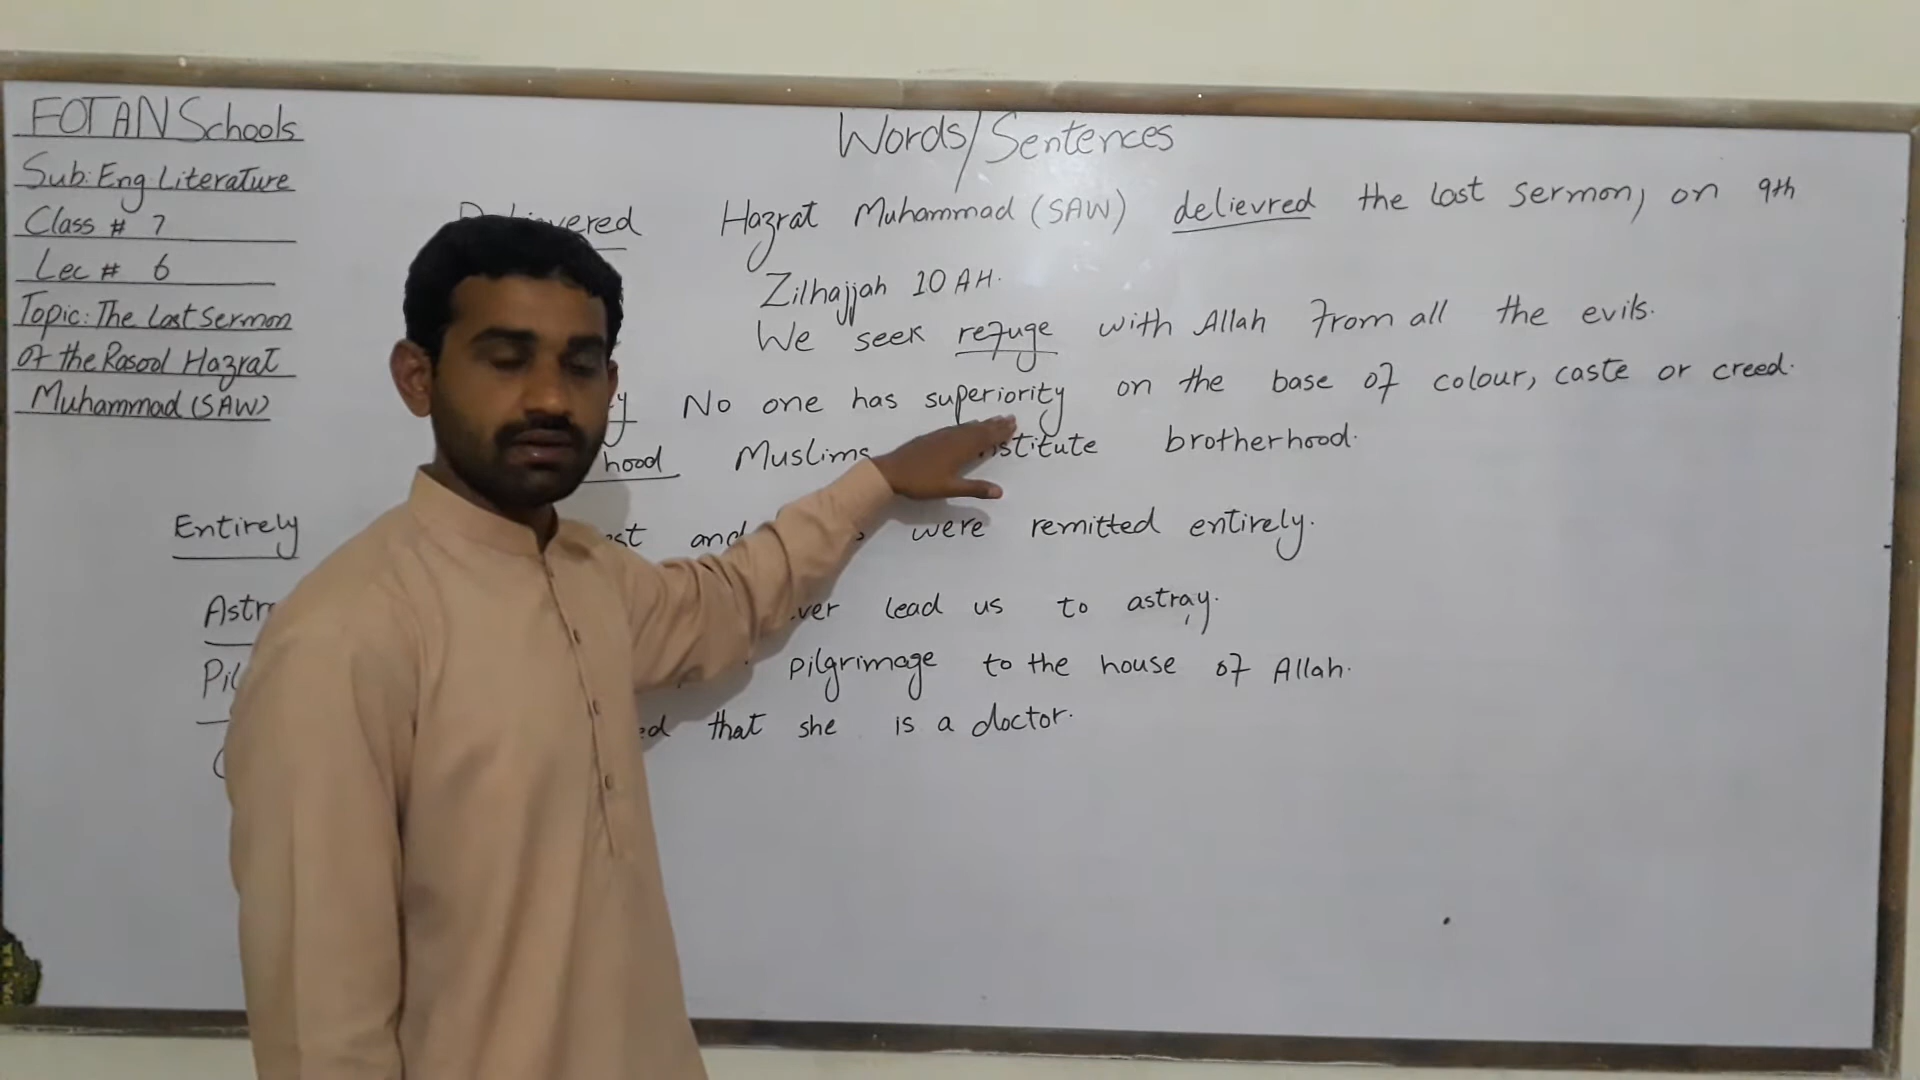 FOTAN Schools
Sub: Eng Literature
Class # 7
Lec # 6
Topic: The Last Sermon
of the Rasool Hazrat
Muhammad (SAW)
Words/Sentences
Hazrat Muhammad (SAW) delievred the last sermon, on 9th
Zilhajjah 10 AH.
We seek refuge with Allah from all the evils.
No one has superiority on the base of colour, caste or creed.
hood Muslims brotherhood.
Entirely and were remitted entirely.
lead us to astray.
pilgrimage to the house of Allah.
that she is a doctor.